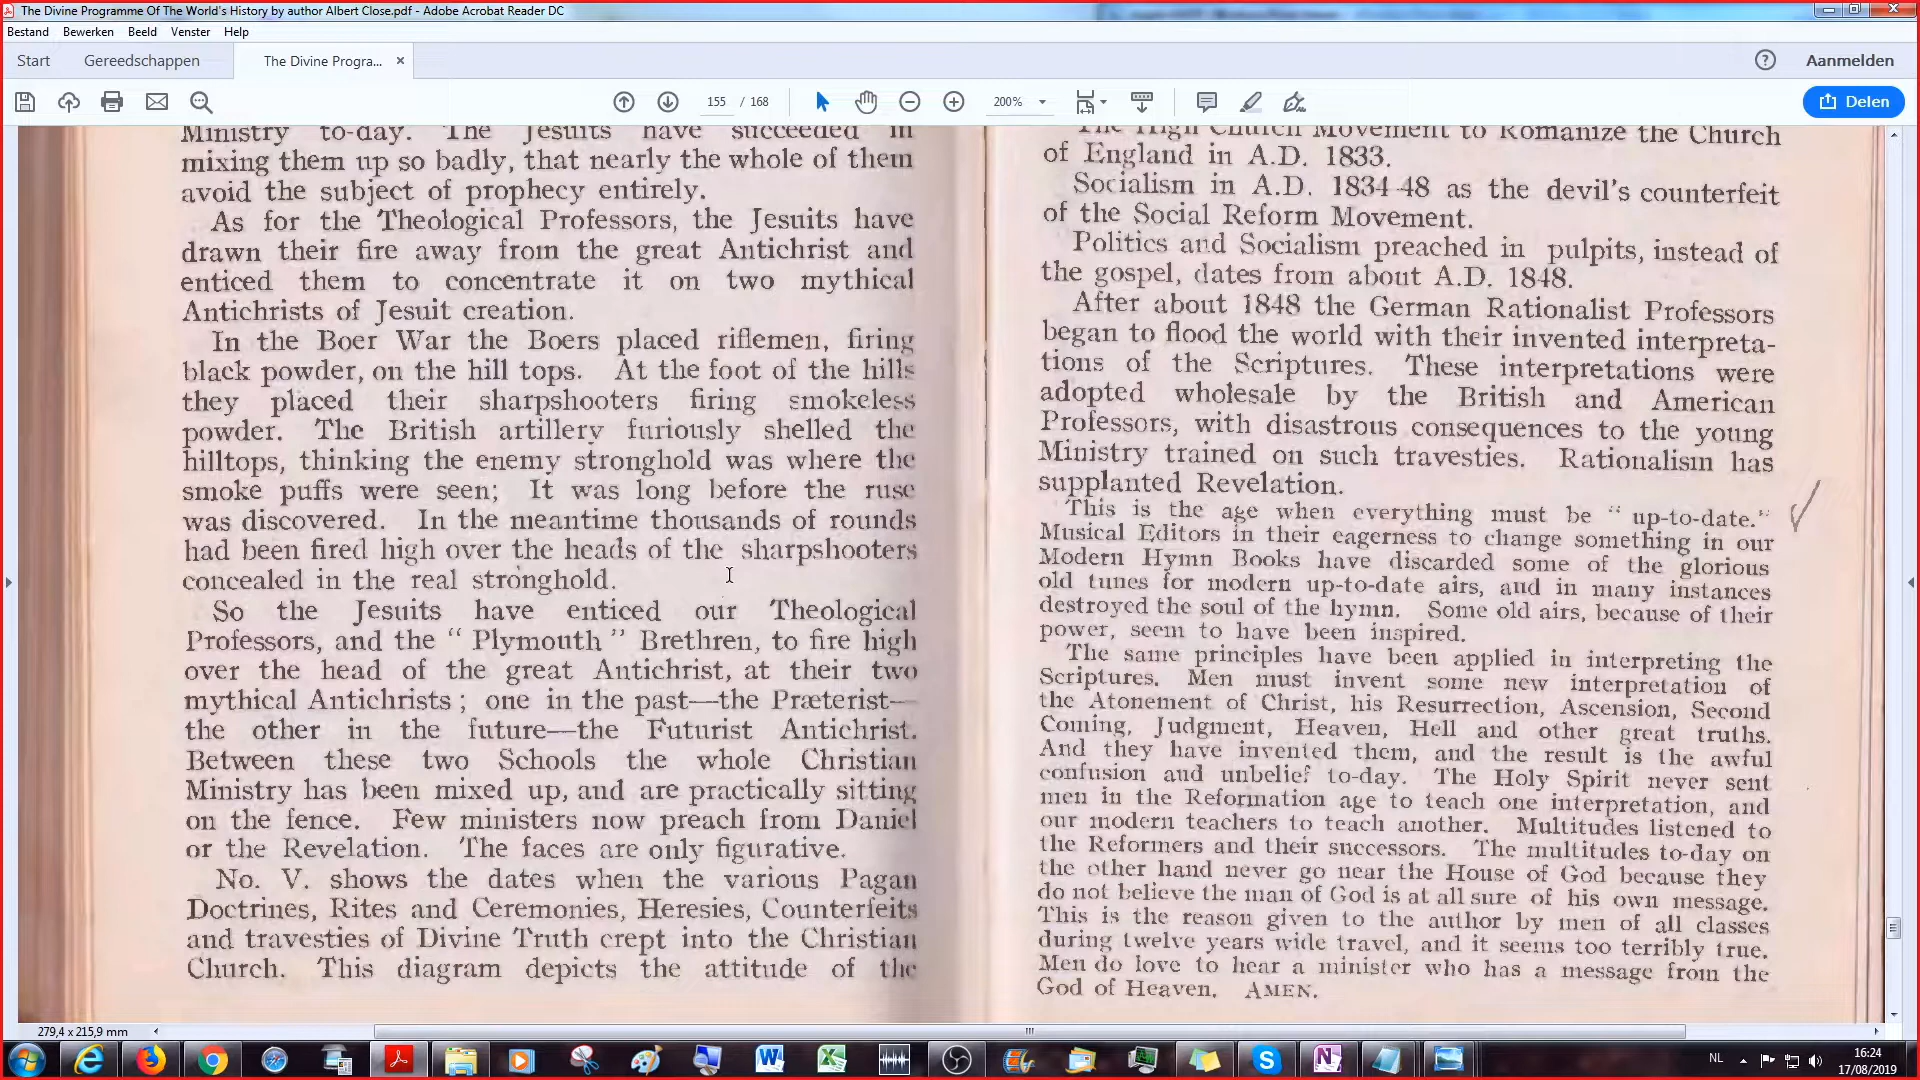 The Divine Programme Of The World's History by author Albert Close.pdf - Adobe Acrobat Reader DC
Bestand Bewerken Beeld Venster Help
Start Gereedschappen The Divine Progra... × Aanmelden
155 / 168 200% Delen
Ministry to-day. The Jesuits have succeeded in
mixing them up so badly, that nearly the whole of them
avoid the subject of prophecy entirely.
As for the Theological Professors, the Jesuits have
drawn their fire away from the great Antichrist and
enticed them to concentrate it on two mythical
Antichrists of Jesuit creation.
In the Boer War the Boers placed riflemen, firing
black powder, on the hill tops. At the foot of the hills
they placed their sharpshooters firing smokeless
powder. The British artillery furiously shelled the
hilltops, thinking the enemy stronghold was where the
smoke puffs were seen; It was long before the ruse
was discovered. In the meantime thousands of rounds
had been fired high over the heads of the sharpshooters
concealed in the real stronghold.
So the Jesuits have enticed our Theological
Professors, and the “ Plymouth ” Brethren, to fire high
over the head of the great Antichrist, at their two
mythical Antichrists ; one in the past—the Præterist—
the other in the future—the Futurist Antichrist.
Between these two Schools the whole Christian
Ministry has been mixed up, and are practically sitting
on the fence. Few ministers now preach from Daniel
or the Revelation. The faces are only figurative.
No. V. shows the dates when the various Pagan
Doctrines, Rites and Ceremonies, Heresies, Counterfeits
and travesties of Divine Truth crept into the Christian
Church. This diagram depicts the attitude of the
The High Church Movement to Romanize the Church
of England in A.D. 1833.
Socialism in A.D. 1834-48 as the devil's counterfeit
of the Social Reform Movement.
Politics and Socialism preached in pulpits, instead of
the gospel, dates from about A.D. 1848.
After about 1848 the German Rationalist Professors
began to flood the world with their invented interpreta-
tions of the Scriptures. These interpretations were
adopted wholesale by the British and American
Professors, with disastrous consequences to the young
Ministry trained on such travesties. Rationalism has
supplanted Revelation.
This is the age when everything must be “ up-to-date.”
Musical Editors in their eagerness to change something in our
Modern Hymn Books have discarded some of the glorious
old tunes for modern up-to-date airs, and in many instances
destroyed the soul of the hymn. Some old airs, because of their
power, seem to have been inspired.
The same principles have been applied in interpreting the
Scriptures. Men must invent some new interpretation of
the Atonement of Christ, his Resurrection, Ascension, Second
Coming, Judgment, Heaven, Hell and other great truths.
And they have invented them, and the result is the awful
confusion and unbelief to-day. The Holy Spirit never sent
men in the Reformation age to teach one interpretation, and
our modern teachers to teach another. Multitudes listened to
the Reformers and their successors. The multitudes to-day on
the other hand never go near the House of God because they
do not believe the man of God is at all sure of his own message.
This is the reason given to the author by men of all classes
during twelve years wide travel, and it seems too terribly true.
Men do love to hear a minister who has a message from the
God of Heaven. AMEN.
279,4 x 215,9 mm
NL 16:24
17/08/2019